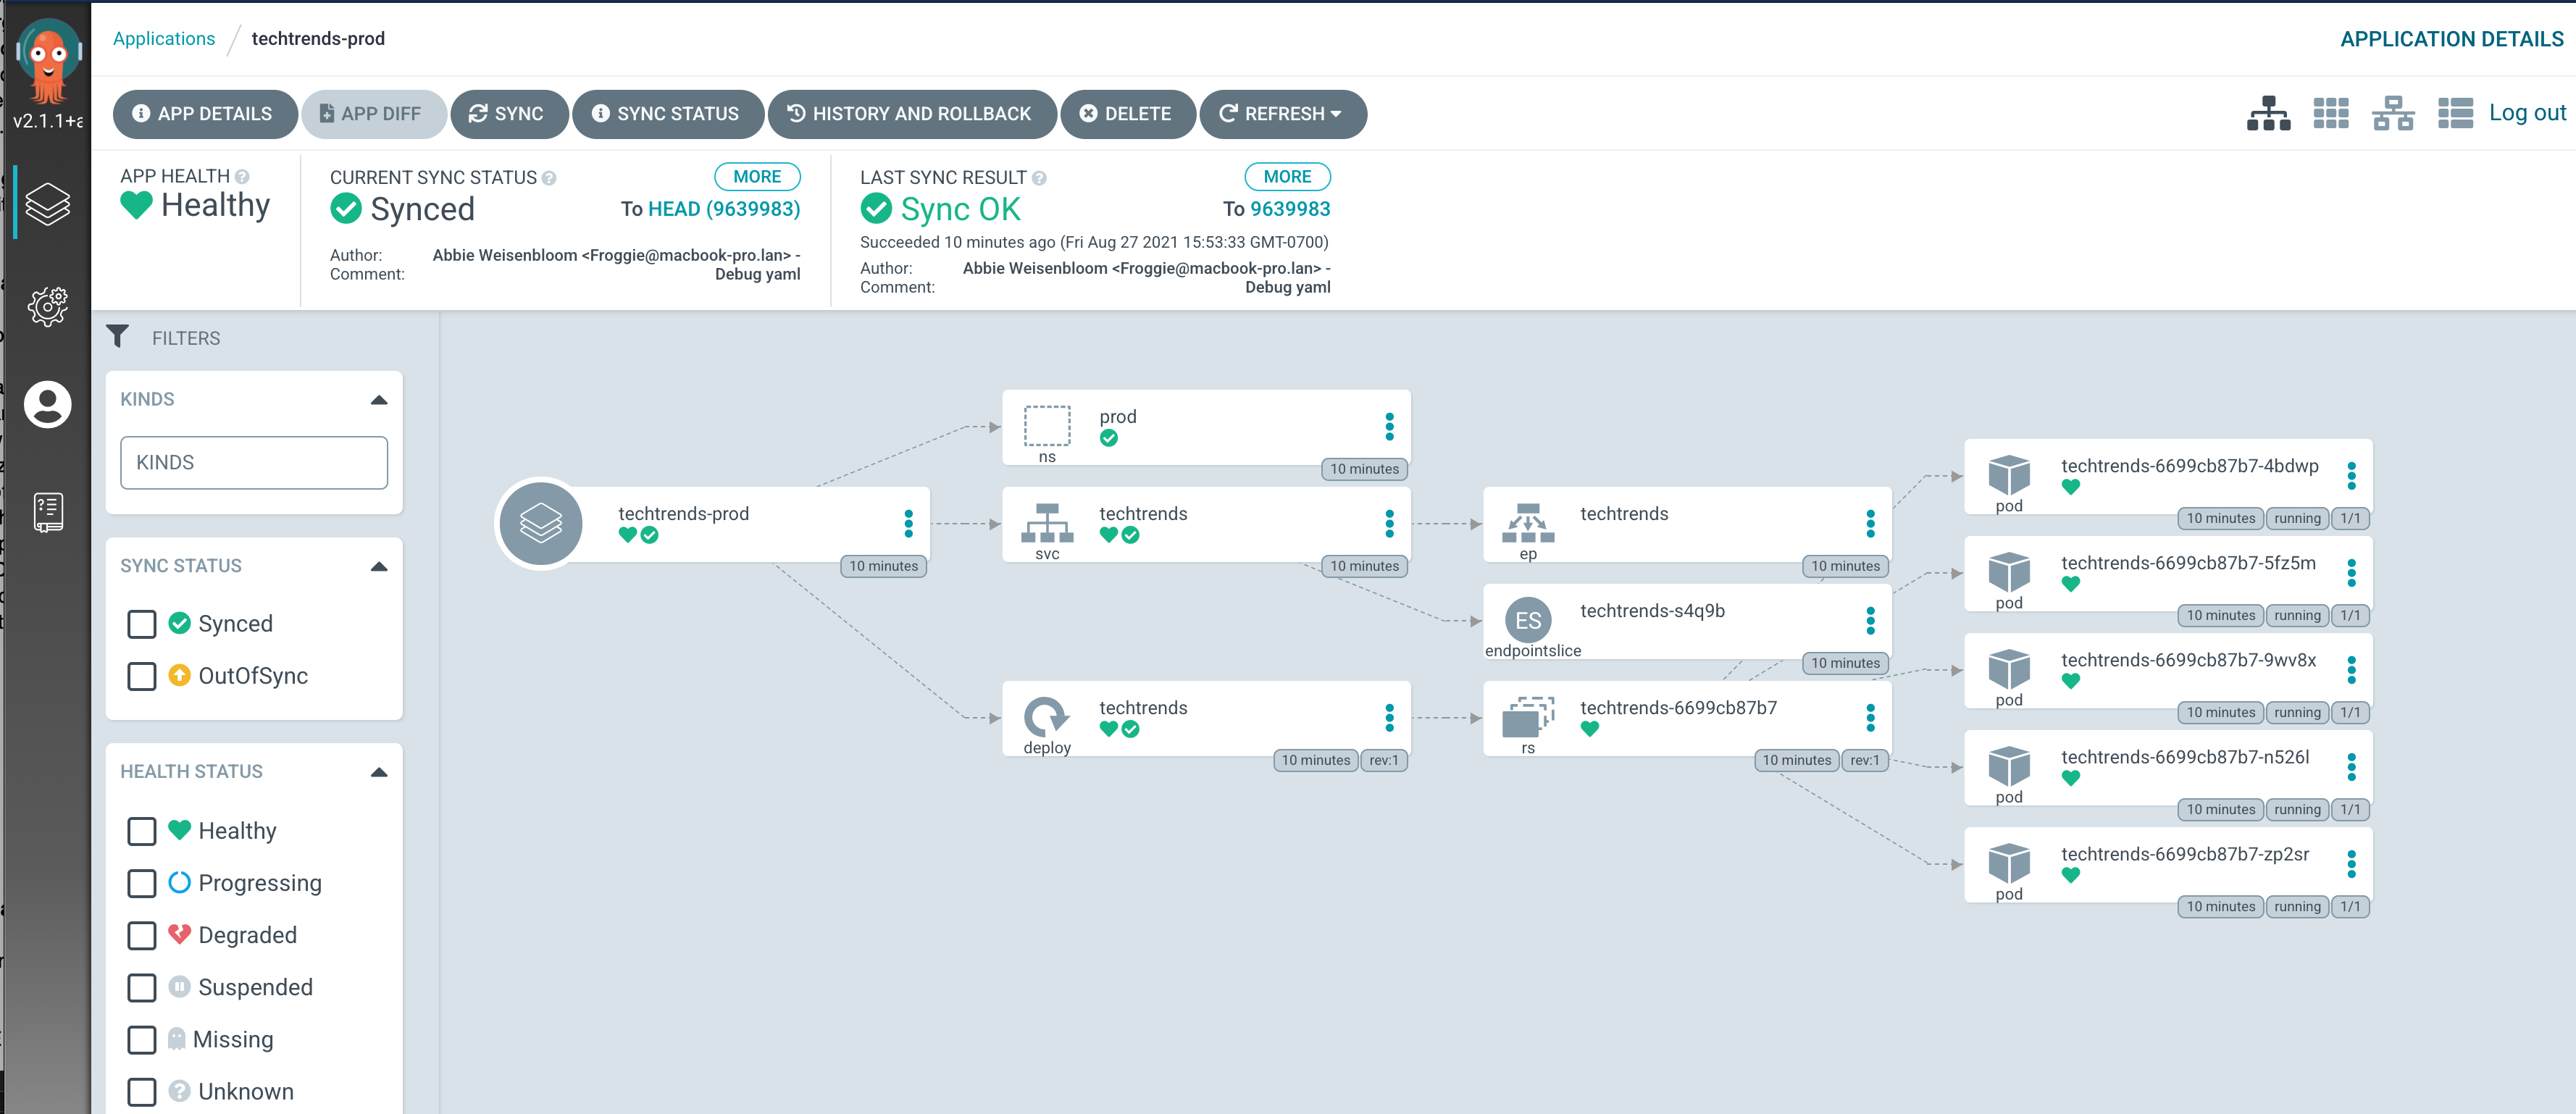 Applications / techtrends-prod
APPLICATION DETAILS
v2.1.1+a
APP DETAILS
APP DIFF
SYNC
SYNC STATUS
HISTORY AND ROLLBACK
DELETE
REFRESH
Log out
APP HEALTH
Healthy
CURRENT SYNC STATUS
MORE
Synced
To HEAD (9639983)
Author: Abbie Weisenbloom <Froggie@macbook-pro.lan> -
Comment: Debug yaml
LAST SYNC RESULT
MORE
Sync OK
To 9639983
Succeeded 10 minutes ago (Fri Aug 27 2021 15:53:33 GMT-0700)
Author: Abbie Weisenbloom <Froggie@macbook-pro.lan> -
Comment: Debug yaml
FILTERS
KINDS
KINDS
SYNC STATUS
Synced
OutOfSync
HEALTH STATUS
Healthy
Progressing
Degraded
Suspended
Missing
Unknown
techtrends-prod
10 minutes
prod
ns
10 minutes
techtrends
svc
10 minutes
techtrends
deploy
10 minutes rev:1
techtrends
ep
10 minutes
ES
techtrends-s4q9b
endpointslice
10 minutes
techtrends-6699cb87b7
rs
10 minutes rev:1
techtrends-6699cb87b7-4bdwp
pod
10 minutes running 1/1
techtrends-6699cb87b7-5fz5m
pod
10 minutes running 1/1
techtrends-6699cb87b7-9wv8x
pod
10 minutes running 1/1
techtrends-6699cb87b7-n526l
pod
10 minutes running 1/1
techtrends-6699cb87b7-zp2sr
pod
10 minutes running 1/1